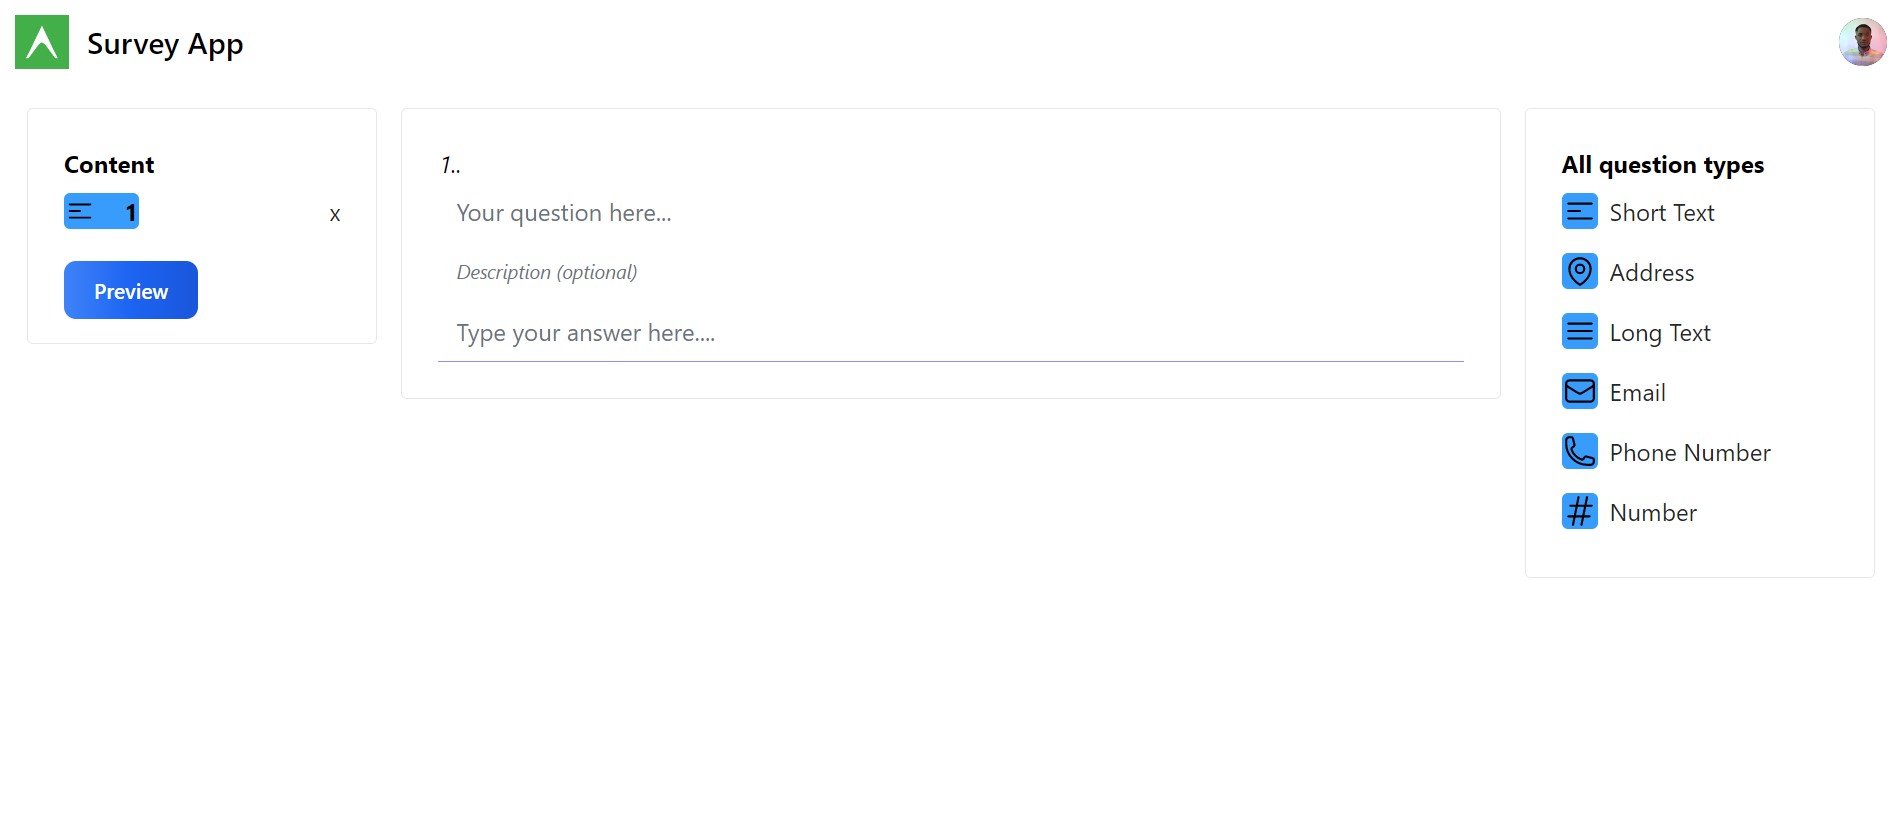 Survey App
Content
1
x
Preview
1..
Your question here...
Description (optional)
Type your answer here....
All question types
Short Text
Address
Long Text
Email
Phone Number
Number